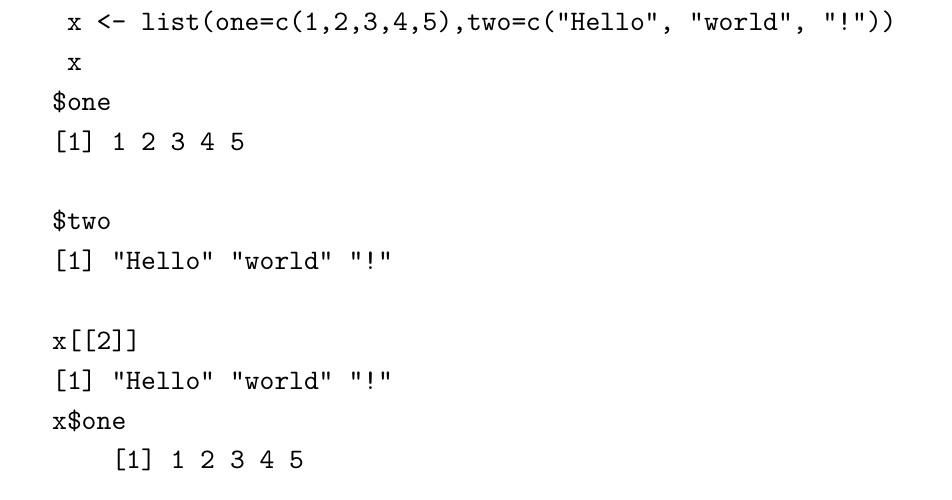 x <- list(one=c(1,2,3,4,5),two=c("Hello", "world", "!"))
x
$one
[1] 1 2 3 4 5
$two
[1] "Hello" "world" "!"
x[[2]]
[1] "Hello" "world" "!"
x$one
[1] 1 2 3 4 5